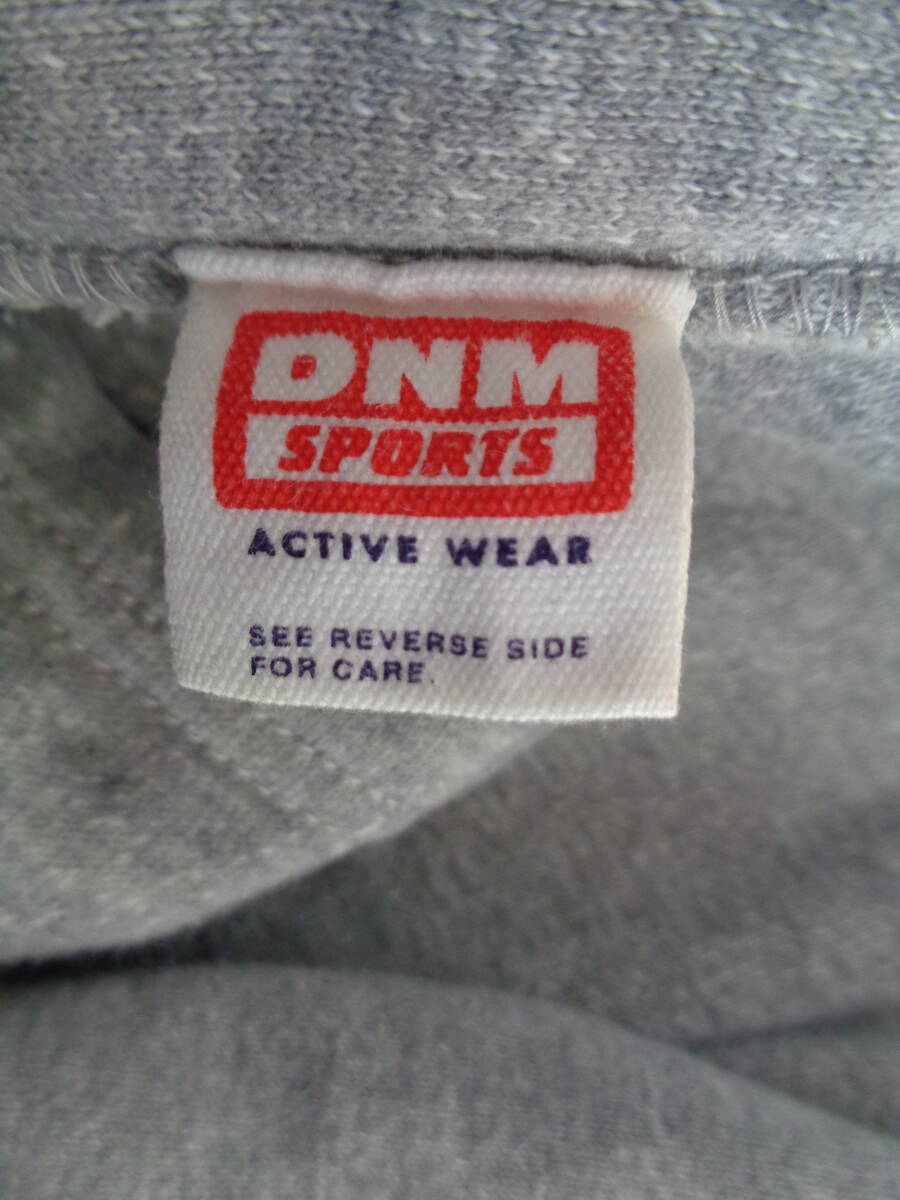 DNM
SPORTS
ACTIVE WEAR
SEE REVERSE SIDE
FOR CARE.